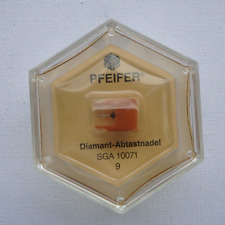 PFEIFER®
Diamant-Abtastnadel
SGA 10071
9